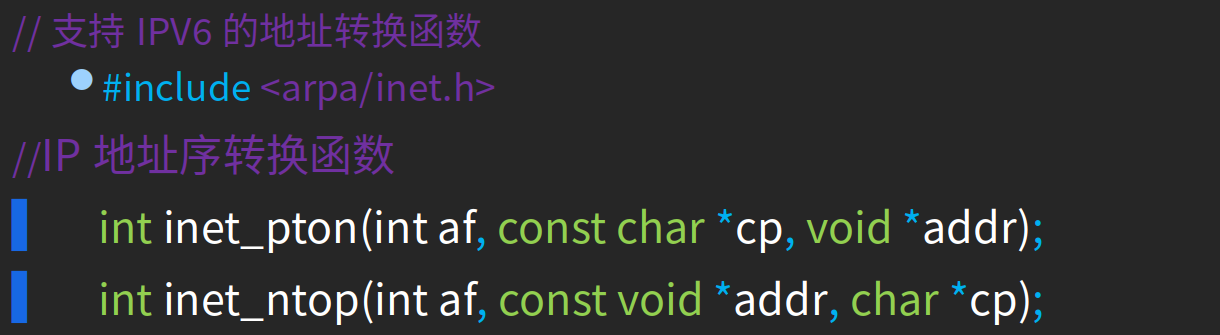 // 支持 IPV6 的地址转换函数
#include <arpa/inet.h>
//IP 地址序转换函数
int inet_pton(int af, const char *cp, void *addr);
int inet_ntop(int af, const void *addr, char *cp);